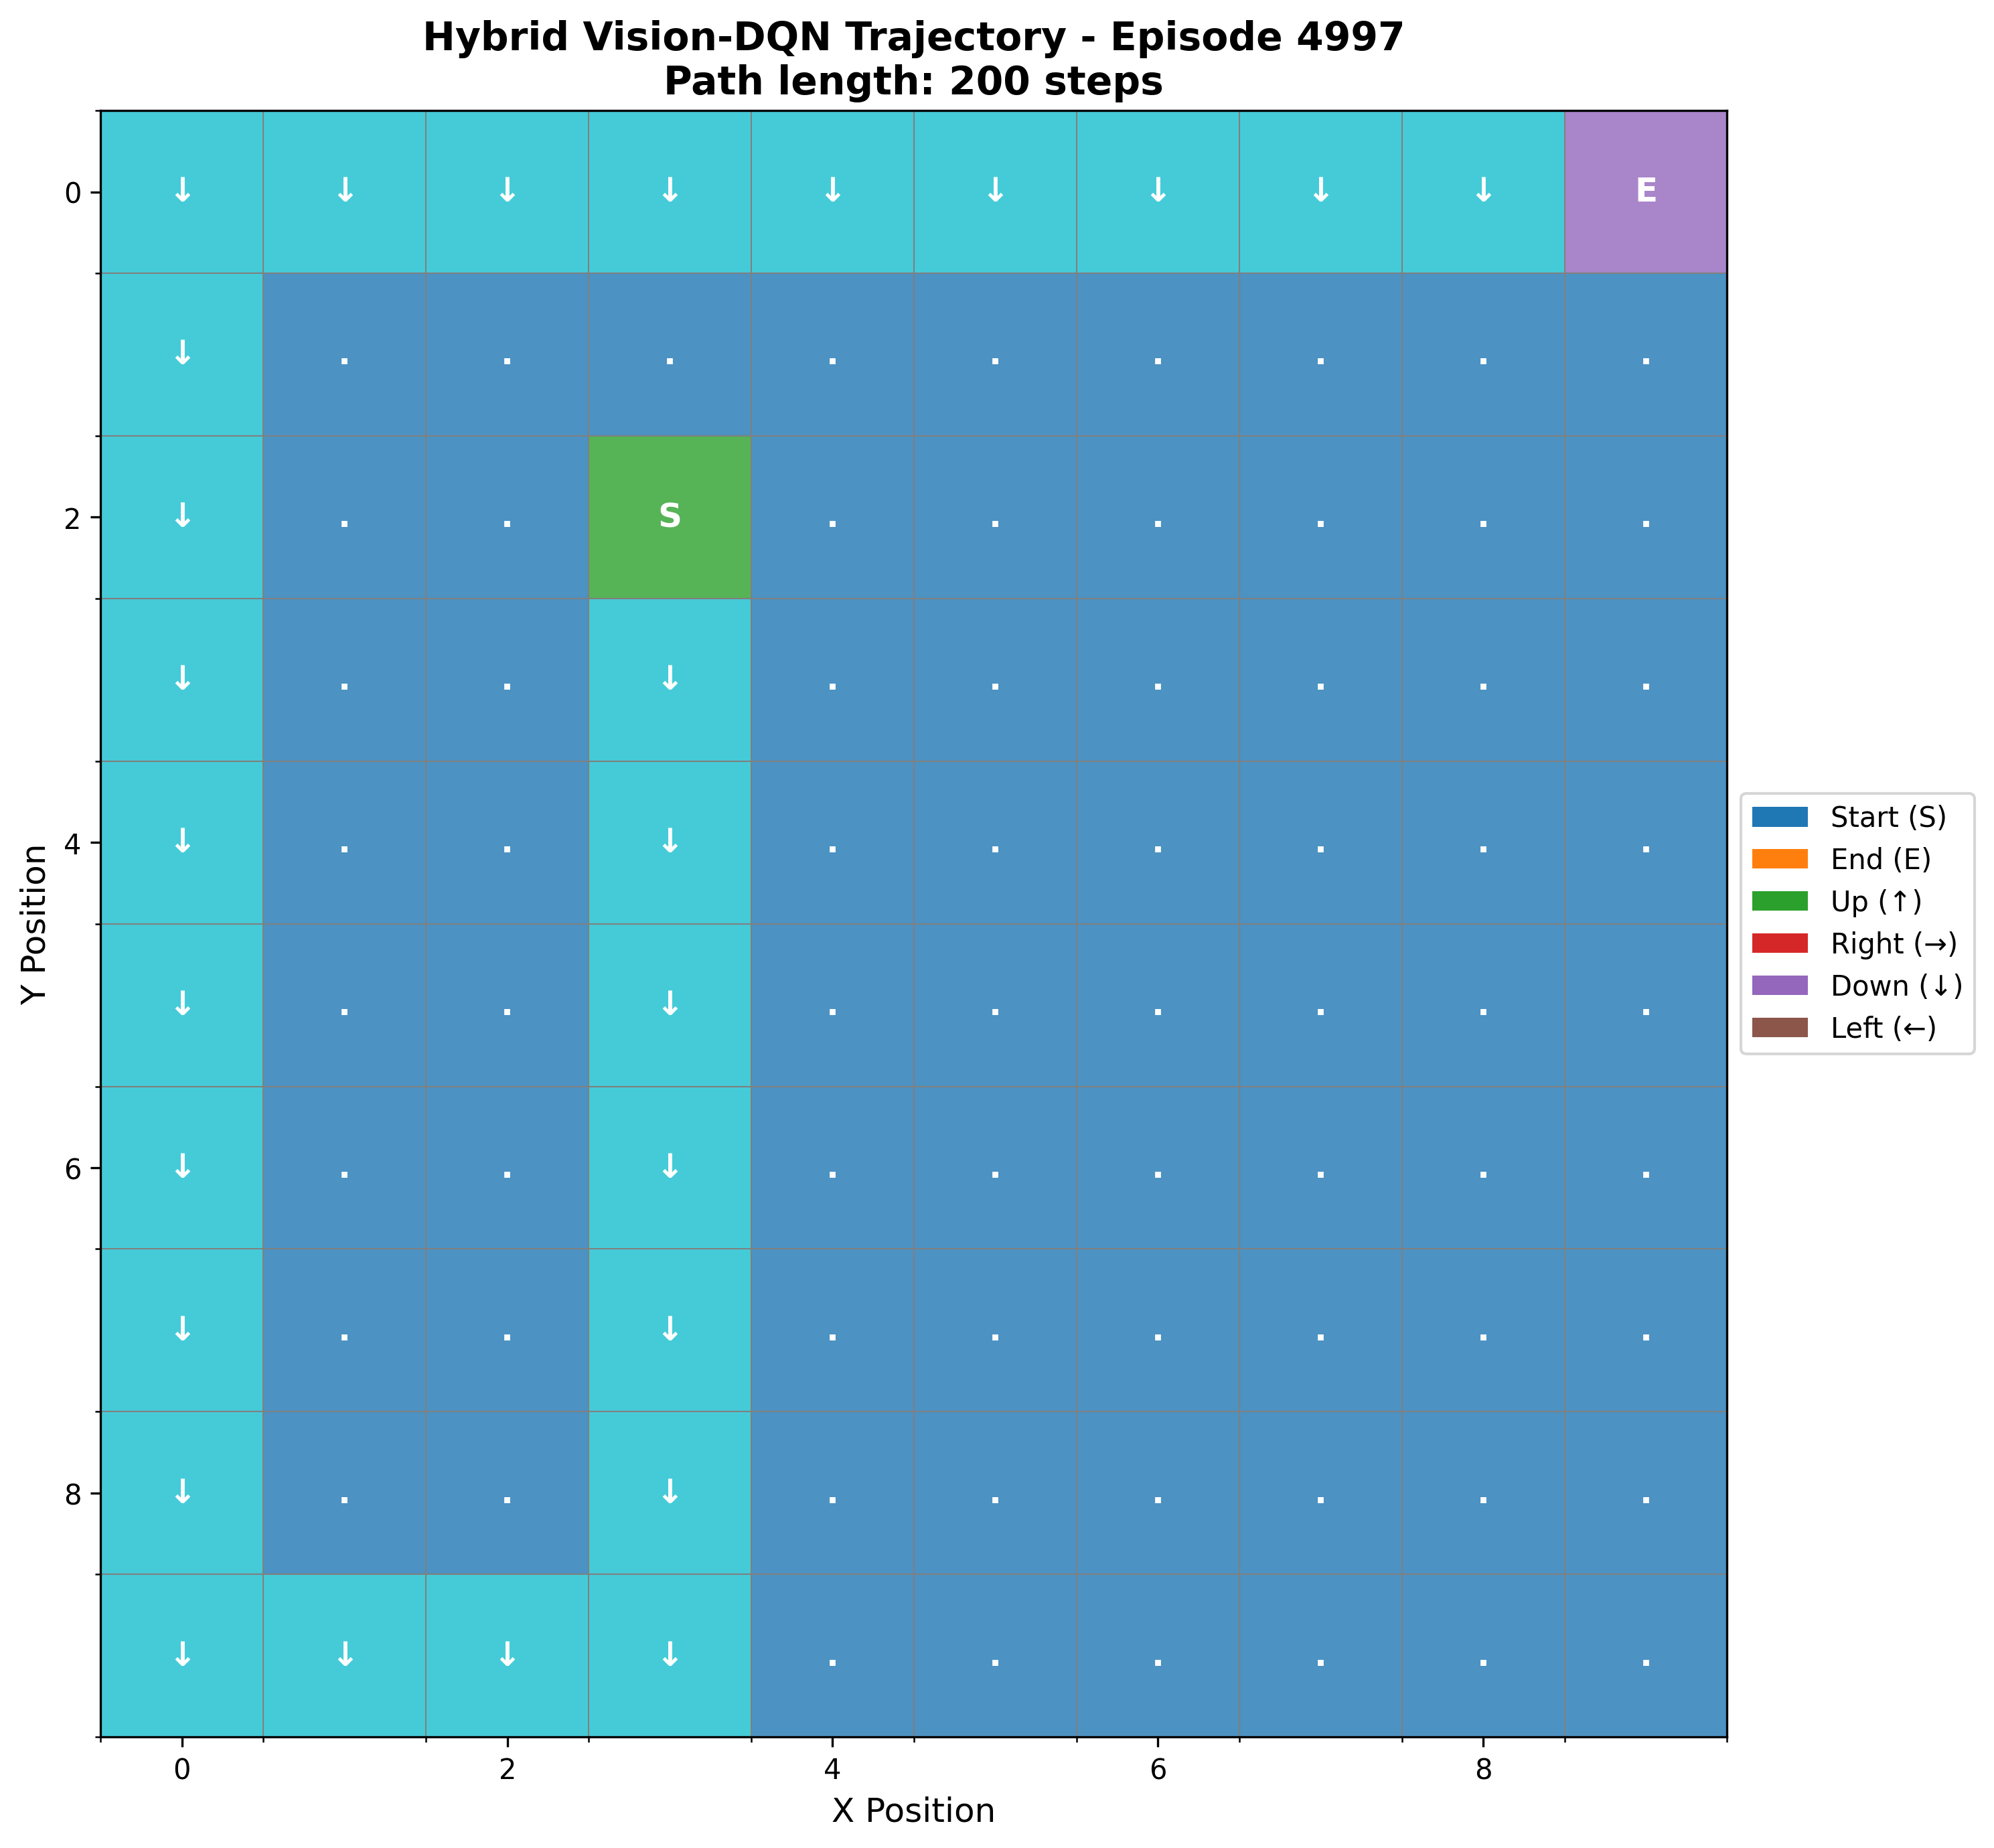 Hybrid Vision-DQN Trajectory - Episode 4997
Path length: 200 steps
0 ↓ ↓ ↓ ↓ ↓ ↓ ↓ ↓ ↓ E
↓ . . . . . . . . .
2 ↓ . . S . . . . . .
↓ . . ↓ . . . . . .
4 ↓ . . ↓ . . . . . .
↓ . . ↓ . . . . . .
6 ↓ . . ↓ . . . . . .
↓ . . ↓ . . . . . .
8 ↓ . . ↓ . . . . . .
↓ ↓ ↓ ↓ . . . . . .
0 2 4 6 8
X Position
Y Position
Start (S)
End (E)
Up (↑)
Right (→)
Down (↓)
Left (←)